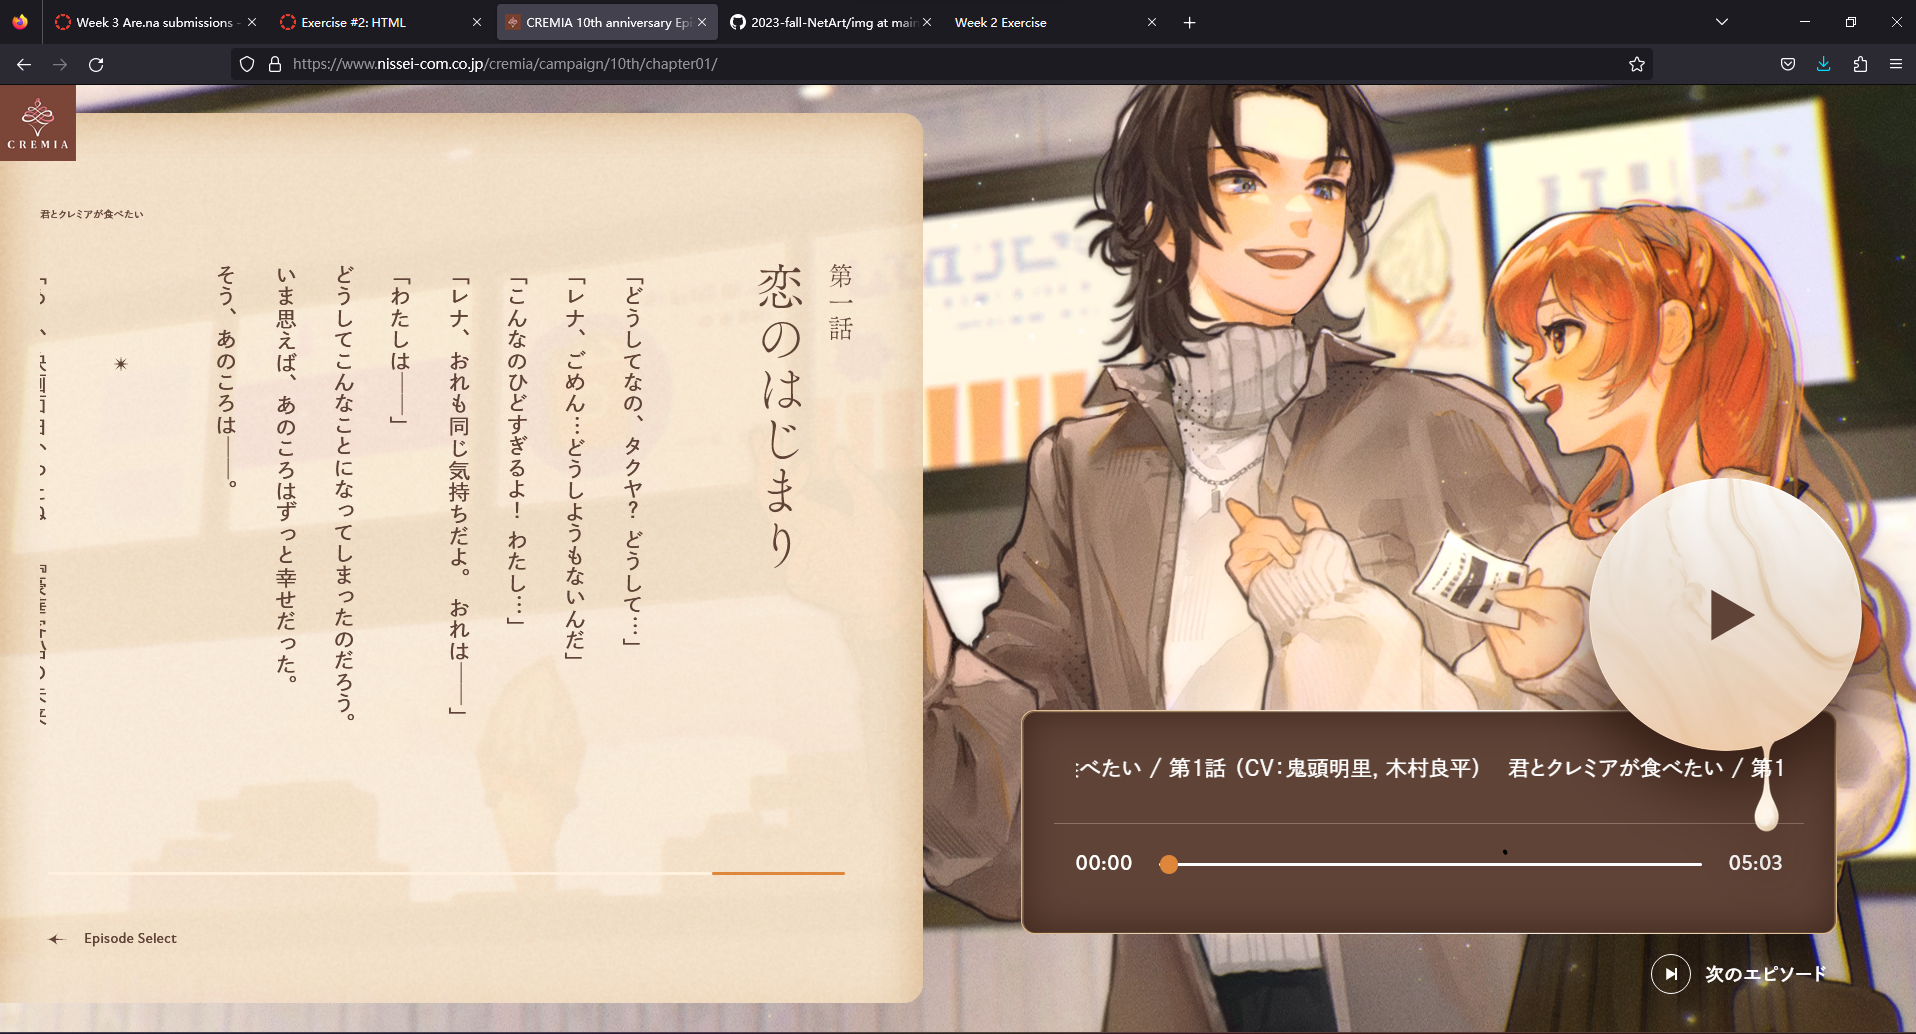 Week 3 Are.na submissions -
Exercise #2: HTML
CREMIA 10th anniversary Epi
2023-fall-NetArt/img at main
Week 2 Exercise
https://www.nissei-com.co.jp/cremia/campaign/10th/chapter01/
CREMIA
君とクレミアが食べたい
第一話
恋のはじまり
「どうしてなの、タクヤ？ どうして…」
「レナ、ごめん…どうしようもないんだ」
「こんなのひどすぎるよ！ わたし…」
「レナ、おれも同じ気持ちだよ。 おれは――」
「わたしは――」
どうしてこんなことになってしまったのだろう。
いま思えば、あのころはずっと幸せだった。
そう、あのころは――。
Episode Select
べたい / 第1話 (CV：鬼頭明里, 木村良平)
君とクレミアが食べたい / 第1
00:00
05:03
次のエピソード